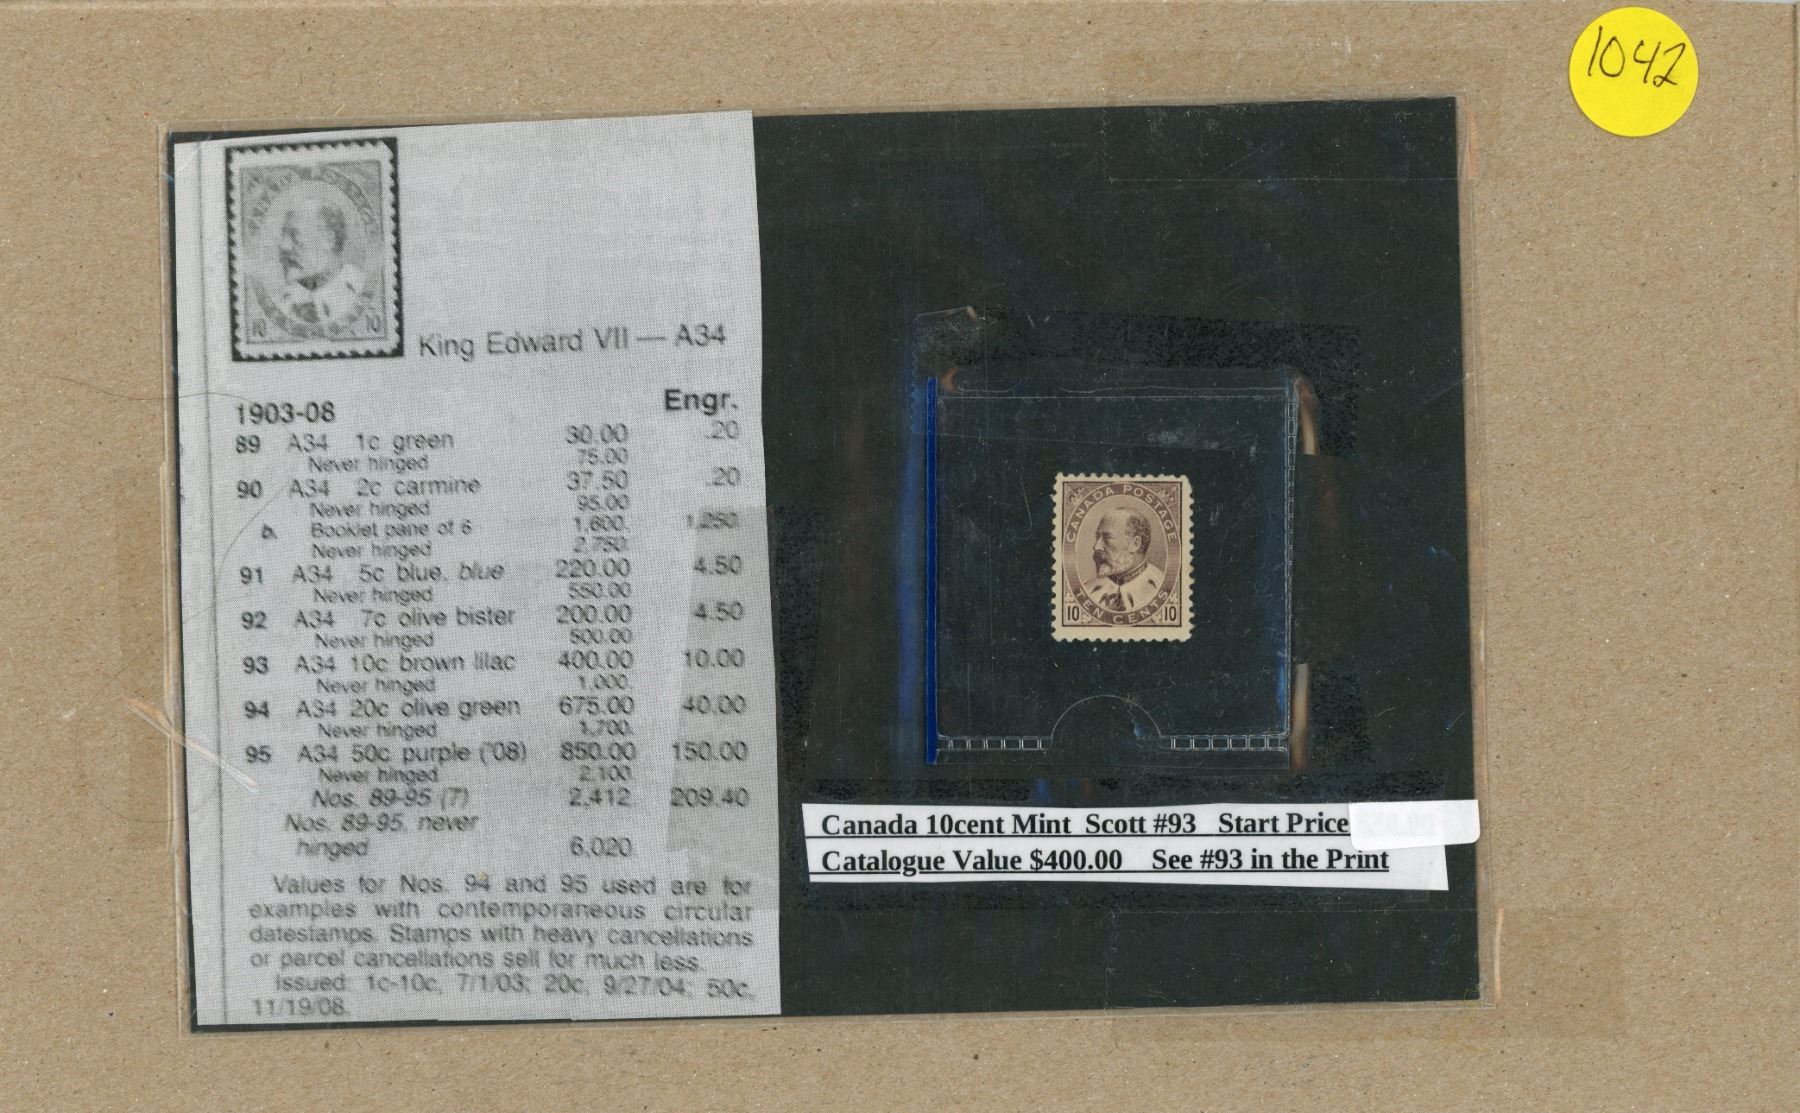 1042
King Edward VII — A34
1903-08 Engr.
89 A34 1c green 30.00 .20
Never hinged 75.00
90 A34 2c carmine 37.50 .20
Never hinged 95.00
b. Booklet pane of 6 1,600. 1,250.
Never hinged 2,750.
91 A34 5c blue, blue 220.00 4.50
Never hinged 550.00
92 A34 7c olive bister 200.00 4.50
Never hinged 500.00
93 A34 10c brown lilac 400.00 10.00
Never hinged 1,000.
94 A34 20c olive green 675.00 40.00
Never hinged 1,700.
95 A34 50c purple ('08) 850.00 150.00
Never hinged 2,100.
Nos. 89-95 (7) 2,412. 209.40
Nos. 89-95, never
hinged 6,020.
Values for Nos. 94 and 95 used are for
examples with contemporaneous circular
datestamps. Stamps with heavy cancellations
or parcel cancellations sell for much less.
Issued: 1c-10c, 7/1/03; 20c, 9/27/04; 50c,
11/19/08.
10 10
CANADA POSTAGE
10 TEN CENTS 10
Canada 10cent Mint Scott #93 Start Price
Catalogue Value $400.00 See #93 in the Print